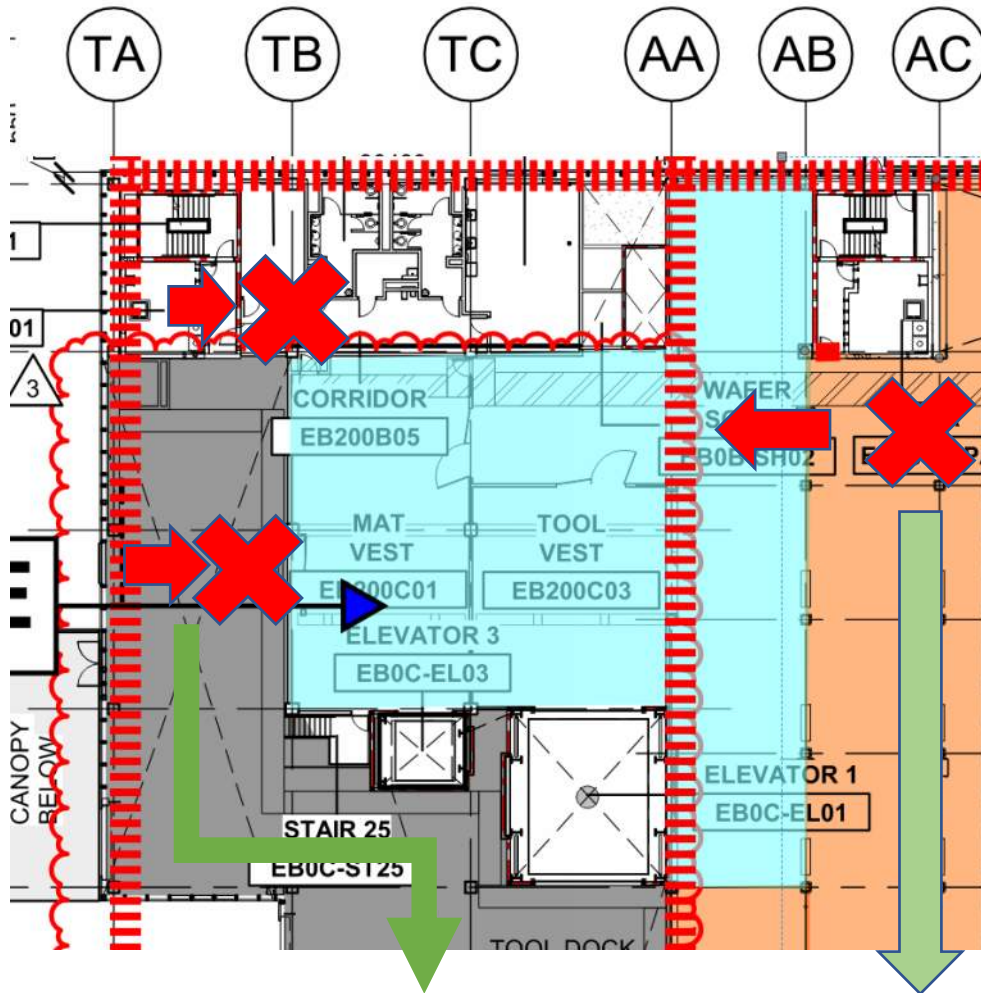 TA TB TC AA AB AC
1
01
3
CORRIDOR
EB200B05
WAFER
EB0B-SH02
MAT
VEST
EB200C01
TOOL
VEST
EB200C03
ELEVATOR 3
EB0C-EL03
CANOPY
BELOW
ELEVATOR 1
EB0C-EL01
STAIR 25
EB0C-ST25
TOOL DOCK